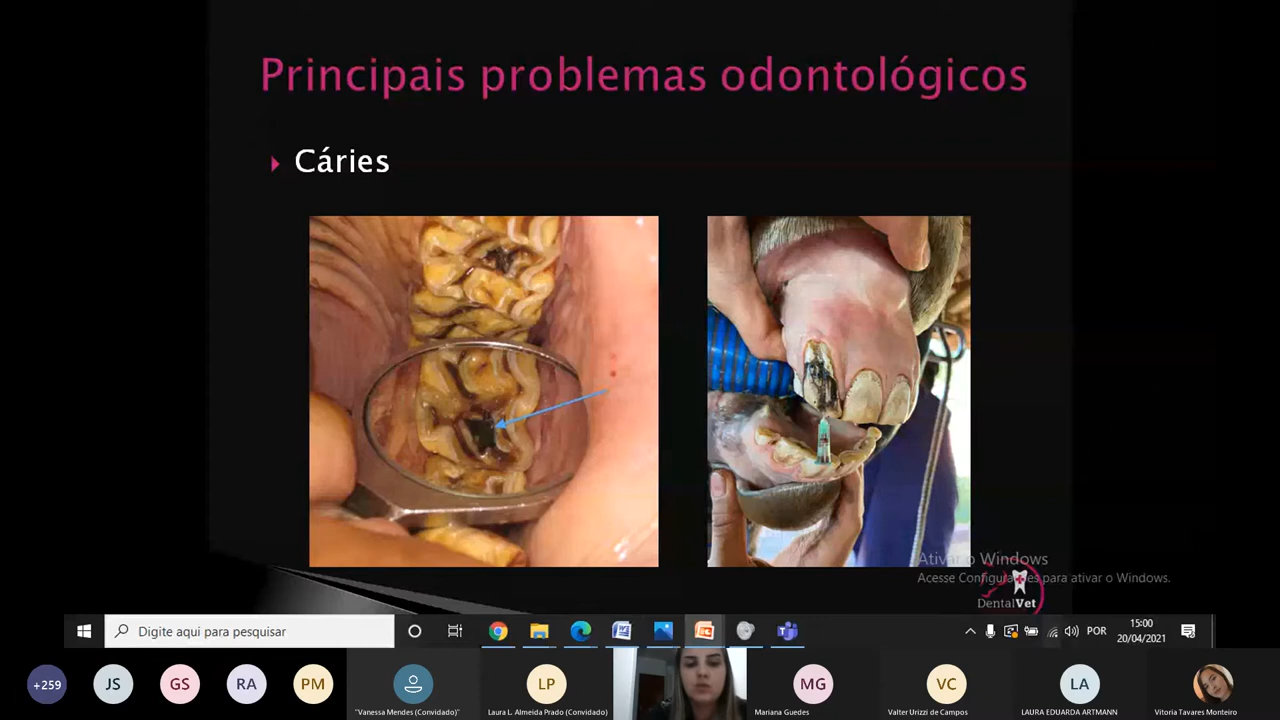 Principais problemas odontológicos
Cáries
Ativar o Windows
Acesse Configurações para ativar o Windows.
DentalVet
Digite aqui para pesquisar
POR
15:00
20/04/2021
+259
JS
GS
RA
PM
LP
MG
VC
LA
"Vanessa Mendes (Convidado)"
Laura L. Almeida Prado (Convidado)
Mariana Guedes
Valter Urizzi de Campos
LAURA EDUARDA ARTMANN
Vitoria Tavares Monteiro